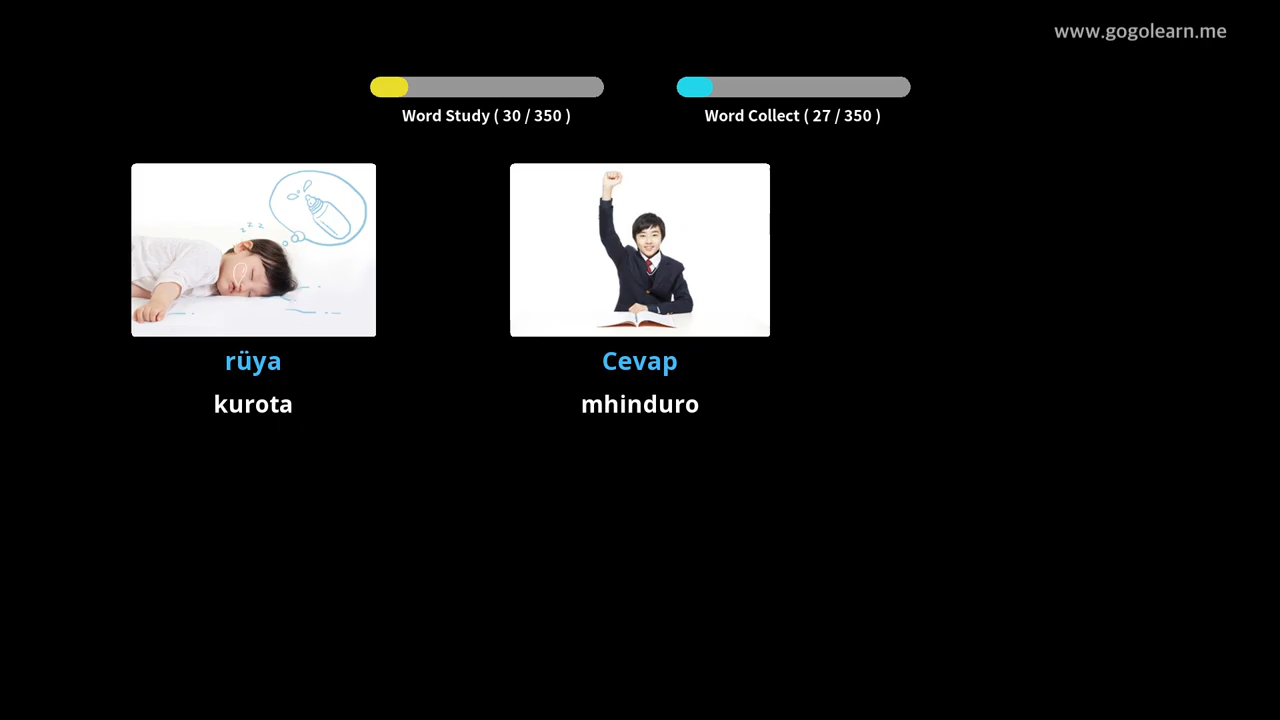 www.gogolearn.me
Word Study ( 30 / 350 )
Word Collect ( 27 / 350 )
z z z
rüya
Cevap
kurota
mhinduro